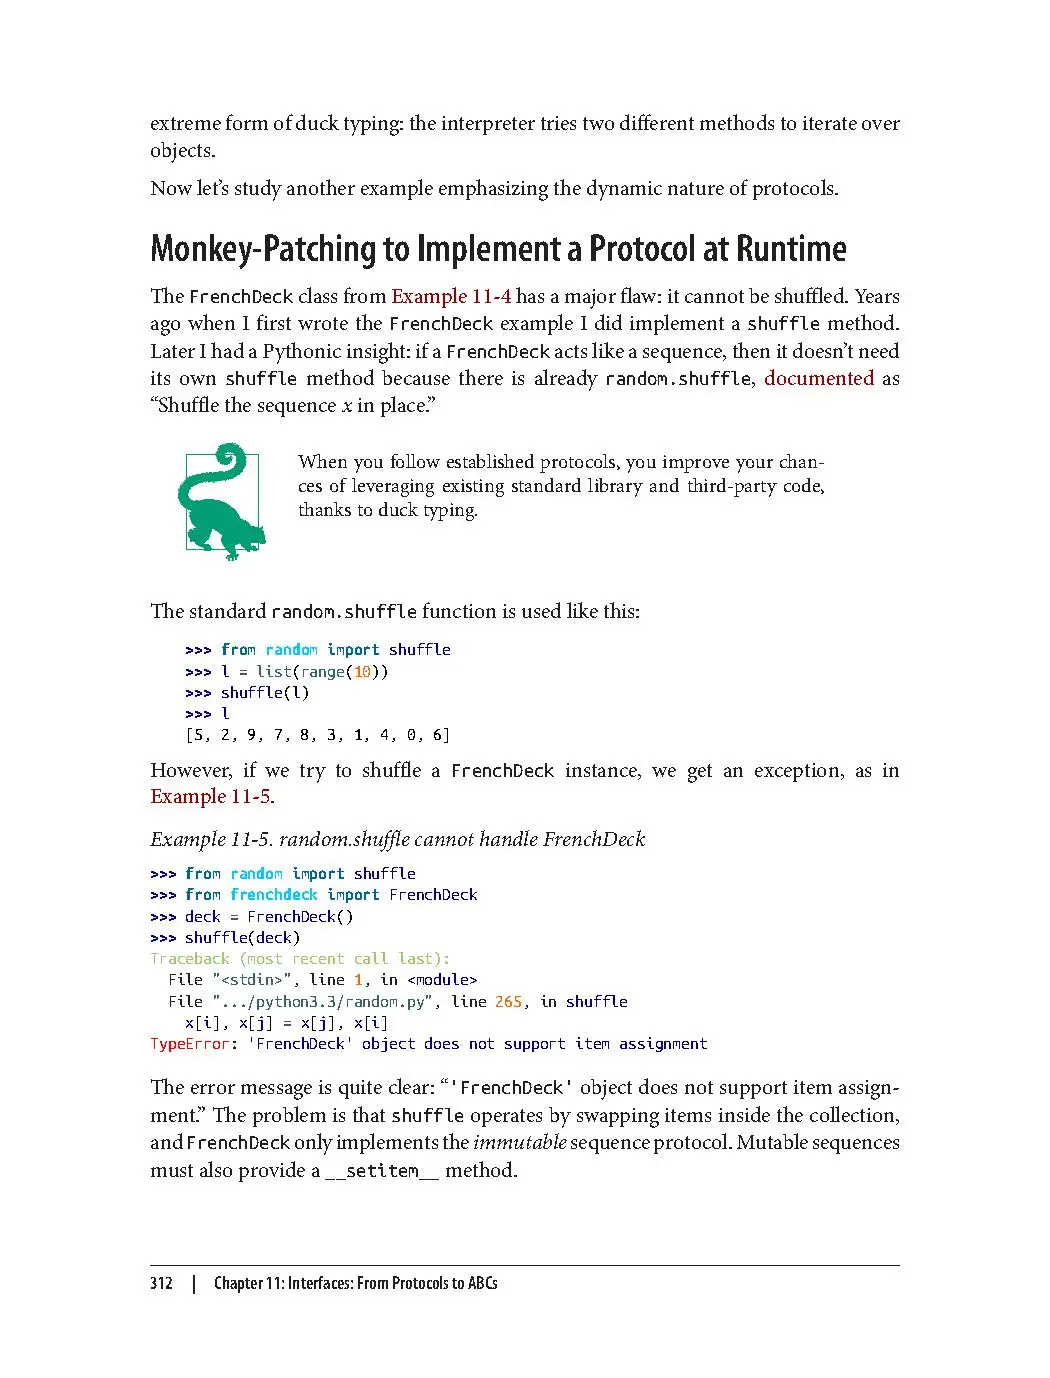 extreme form of duck typing: the interpreter tries two different methods to iterate over
objects.
Now let’s study another example emphasizing the dynamic nature of protocols.
Monkey-Patching to Implement a Protocol at Runtime
The FrenchDeck class from Example 11-4 has a major flaw: it cannot be shuffled. Years
ago when I first wrote the FrenchDeck example I did implement a shuffle method.
Later I had a Pythonic insight: if a FrenchDeck acts like a sequence, then it doesn’t need
its own shuffle method because there is already random.shuffle, documented as
“Shuffle the sequence x in place.”
When you follow established protocols, you improve your chan-
ces of leveraging existing standard library and third-party code,
thanks to duck typing.
The standard random.shuffle function is used like this:
>>> from random import shuffle
>>> l = list(range(10))
>>> shuffle(l)
>>> l
[5, 2, 9, 7, 8, 3, 1, 4, 0, 6]
However, if we try to shuffle a FrenchDeck instance, we get an exception, as in
Example 11-5.
Example 11-5. random.shuffle cannot handle FrenchDeck
>>> from random import shuffle
>>> from frenchdeck import FrenchDeck
>>> deck = FrenchDeck()
>>> shuffle(deck)
Traceback (most recent call last):
  File "<stdin>", line 1, in <module>
  File ".../python3.3/random.py", line 265, in shuffle
    x[i], x[j] = x[j], x[i]
TypeError: 'FrenchDeck' object does not support item assignment
The error message is quite clear: “'FrenchDeck' object does not support item assign-
ment.” The problem is that shuffle operates by swapping items inside the collection,
and FrenchDeck only implements the immutable sequence protocol. Mutable sequences
must also provide a __setitem__ method.
312 | Chapter 11: Interfaces: From Protocols to ABCs